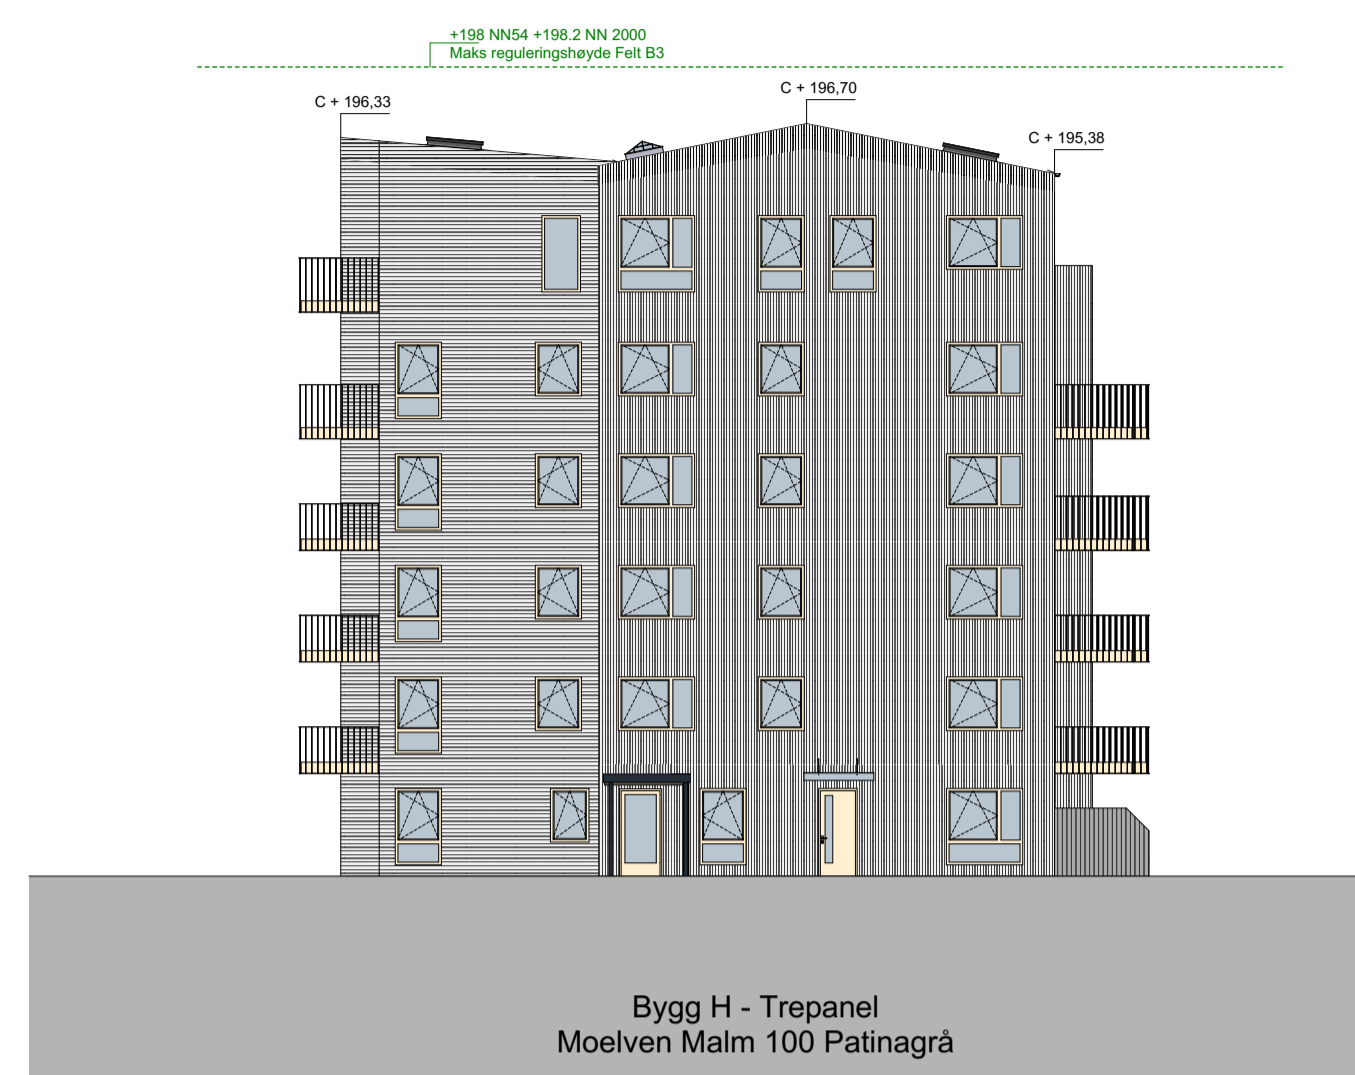 +198 NN54 +198.2 NN 2000
Maks reguleringshøyde Felt B3
C + 196,33
C + 196,70
C + 195,38
Bygg H - Trepanel
Moelven Malm 100 Patinagrå